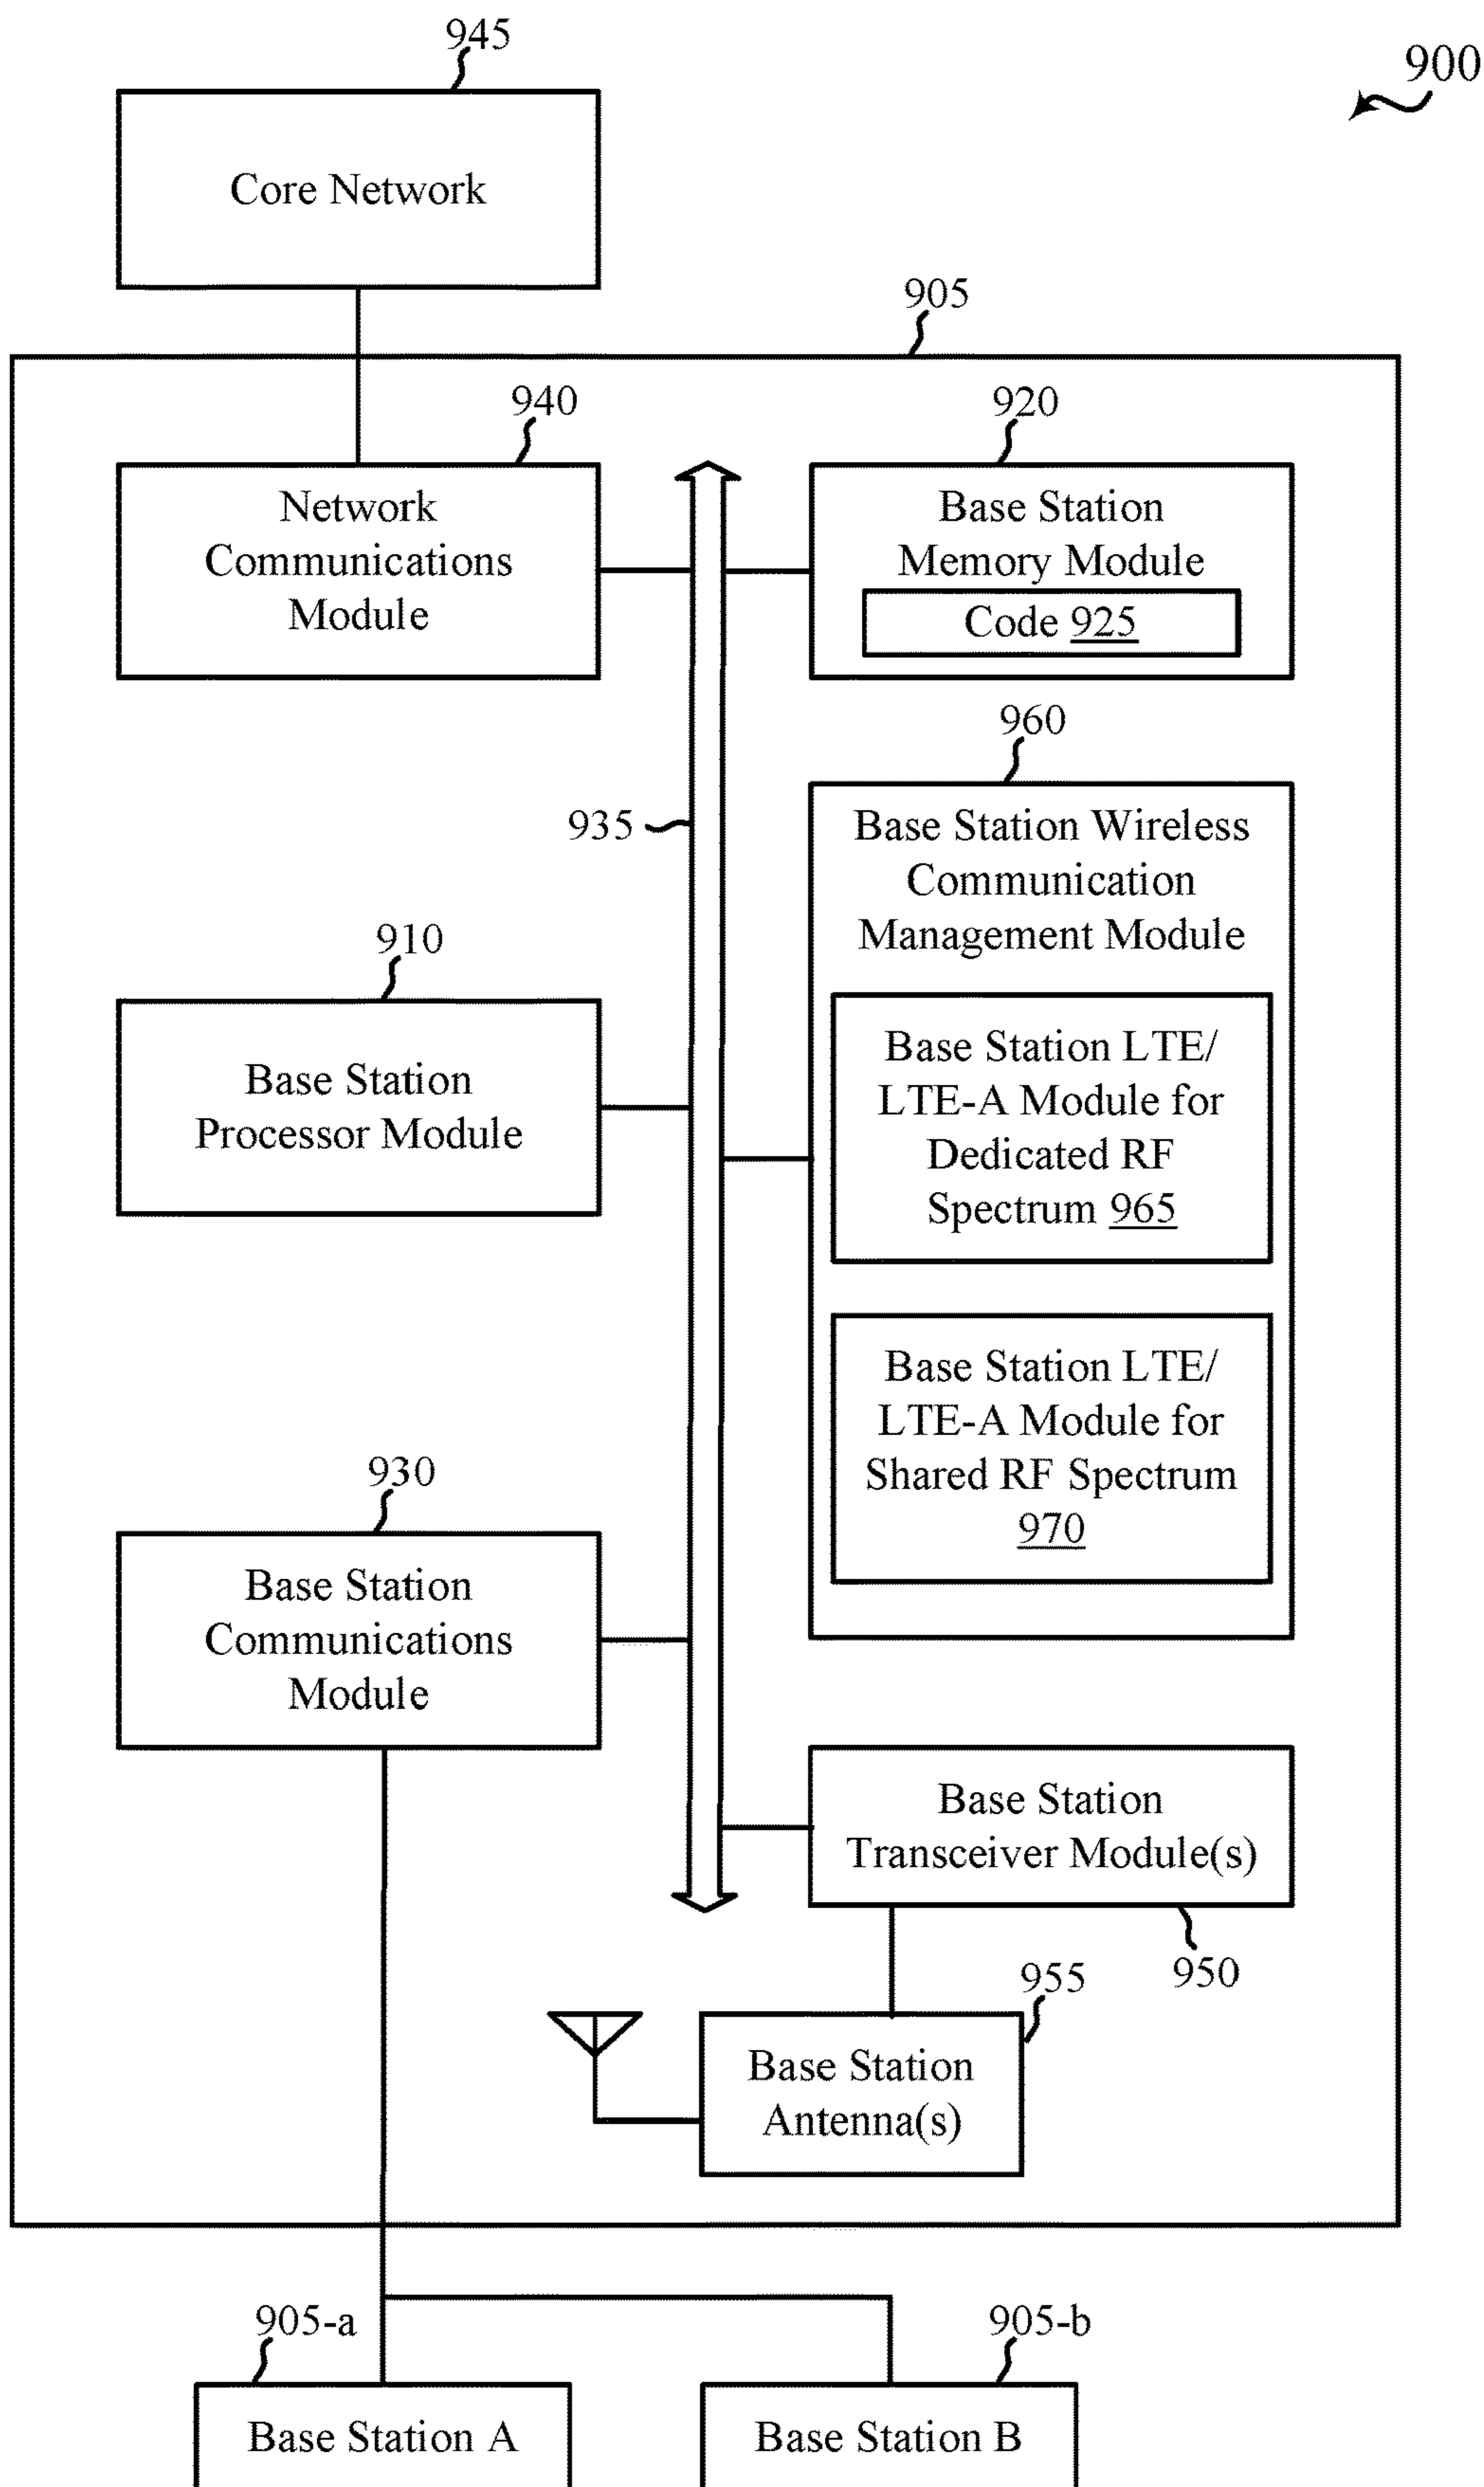 945
900
Core Network
905
940
920
Network
Communications
Module
Base Station
Memory Module
Code 925
960
935
Base Station Wireless
Communication
Management Module
910
Base Station
Processor Module
Base Station LTE/
LTE-A Module for
Dedicated RF
Spectrum 965
Base Station LTE/
LTE-A Module for
Shared RF Spectrum
970
930
Base Station
Communications
Module
Base Station
Transceiver Module(s)
950
955
Base Station
Antenna(s)
905-a
905-b
Base Station A
Base Station B